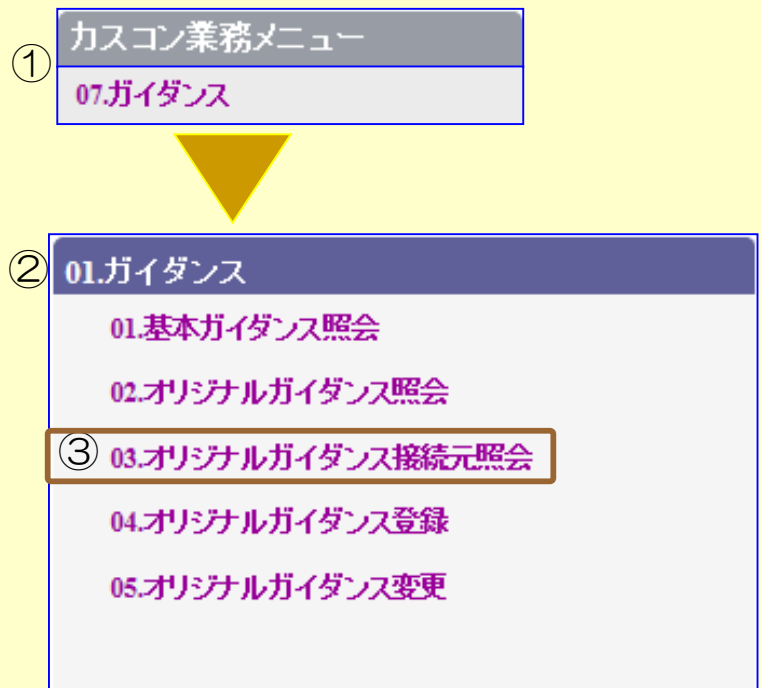 ①
カスコン業務メニュー
07.ガイダンス
②
01.ガイダンス
01.基本ガイダンス照会
02.オリジナルガイダンス照会
③
03.オリジナルガイダンス接続元照会
04.オリジナルガイダンス登録
05.オリジナルガイダンス変更